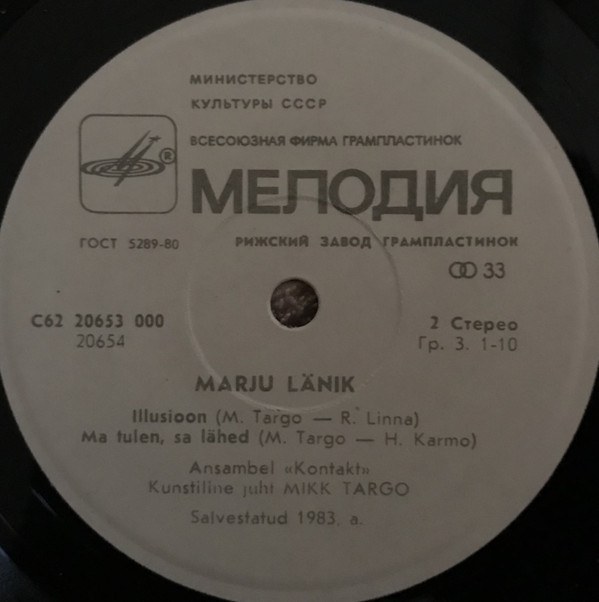 МИНИСТЕРСТВО
КУЛЬТУРЫ СССР
ВСЕСОЮЗНАЯ ФИРМА ГРАМПЛАСТИНОК
®
МЕЛОДИЯ
ГОСТ 5289-80 РИЖСКИЙ ЗАВОД ГРАМПЛАСТИНОК
33
С62 20653 000 2 Стерео
20654 Гр. 3. 1-10
MARJU LÄNIK
Illusioon (M. Targo — R. Linna)
Ma tulen, sa lähed (M. Targo — H. Karmo)
Ansambel «Kontakt»
Kunstiline juht MIKK TARGO
Salvestatud 1983. a.